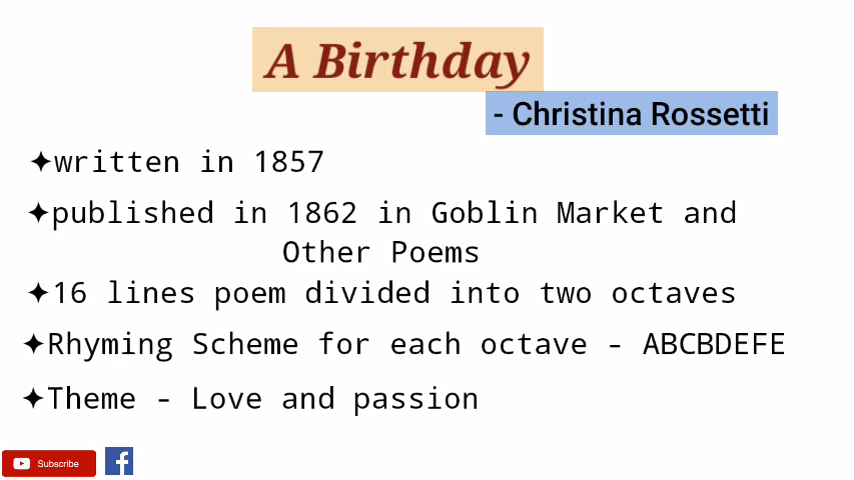 A Birthday
- Christina Rossetti
✦written in 1857
✦published in 1862 in Goblin Market and
Other Poems
✦16 lines poem divided into two octaves
✦Rhyming Scheme for each octave - ABCBDEFE
✦Theme - Love and passion
Subscribe